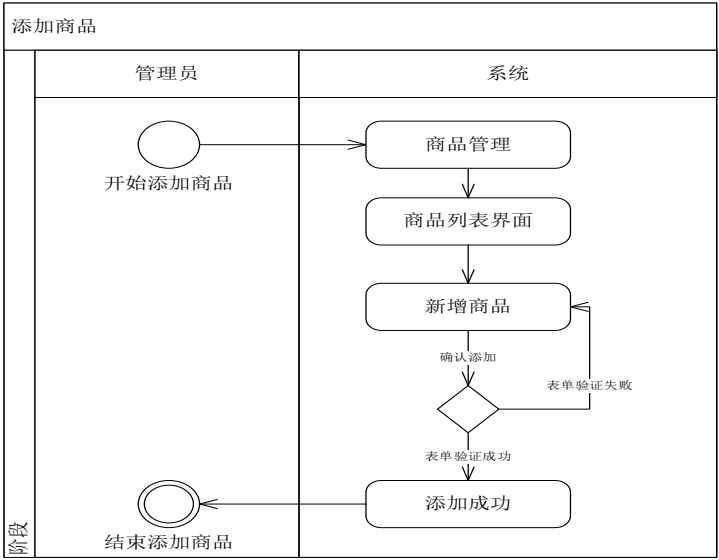 添加商品
管理员
系统
商品管理
开始添加商品
商品列表界面
新增商品
确认添加
表单验证失败
表单验证成功
添加成功
结束添加商品
阶段